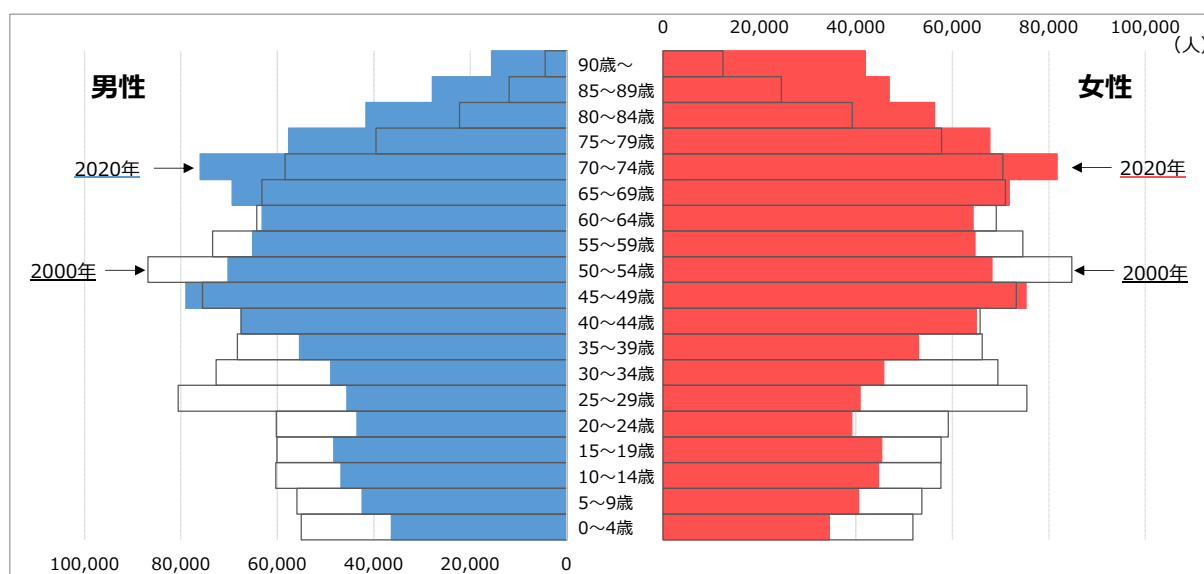 0 20,000 40,000 60,000 80,000 100,000
（人）
男性
女性
90歳～
85～89歳
80～84歳
75～79歳
2020年 70～74歳 2020年
65～69歳
60～64歳
55～59歳
2000年 50～54歳 2000年
45～49歳
40～44歳
35～39歳
30～34歳
25～29歳
20～24歳
15～19歳
10～14歳
5～9歳
0～4歳
100,000 80,000 60,000 40,000 20,000 0